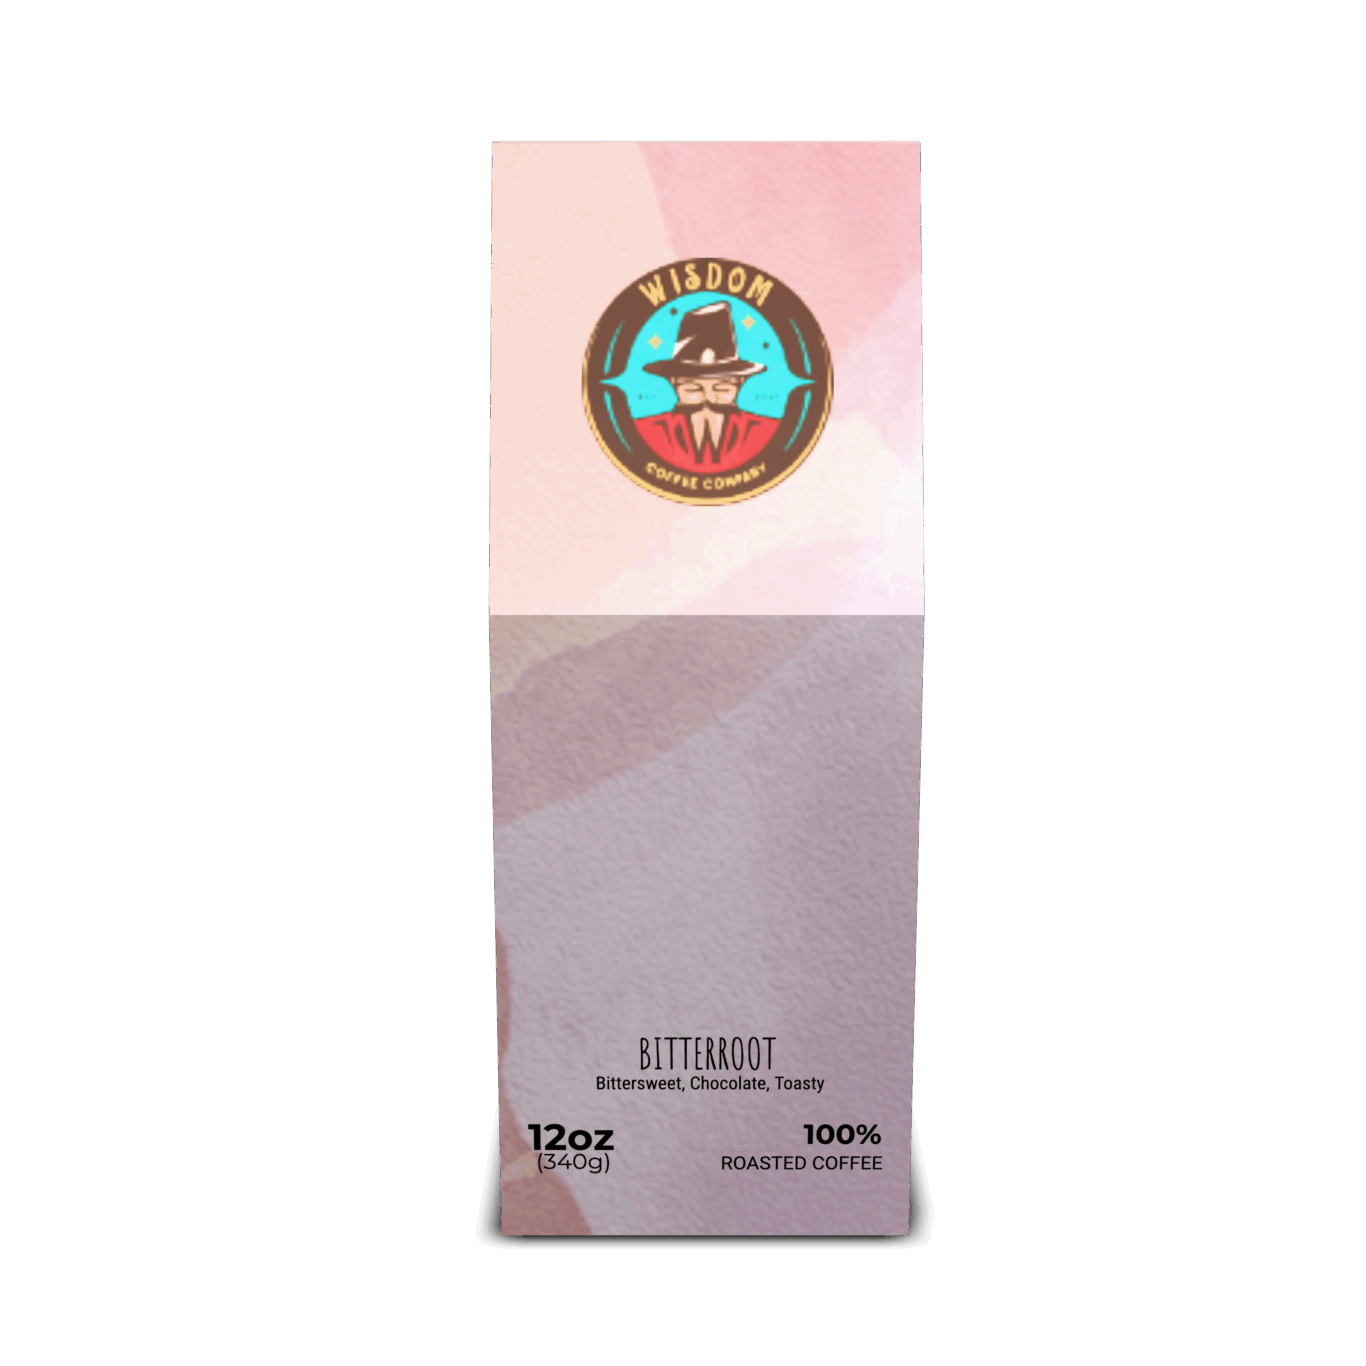 WISDOM
COFFEE COMPANY
BITTERROOT
Bittersweet, Chocolate, Toasty
12oz
(340g)
100%
ROASTED COFFEE